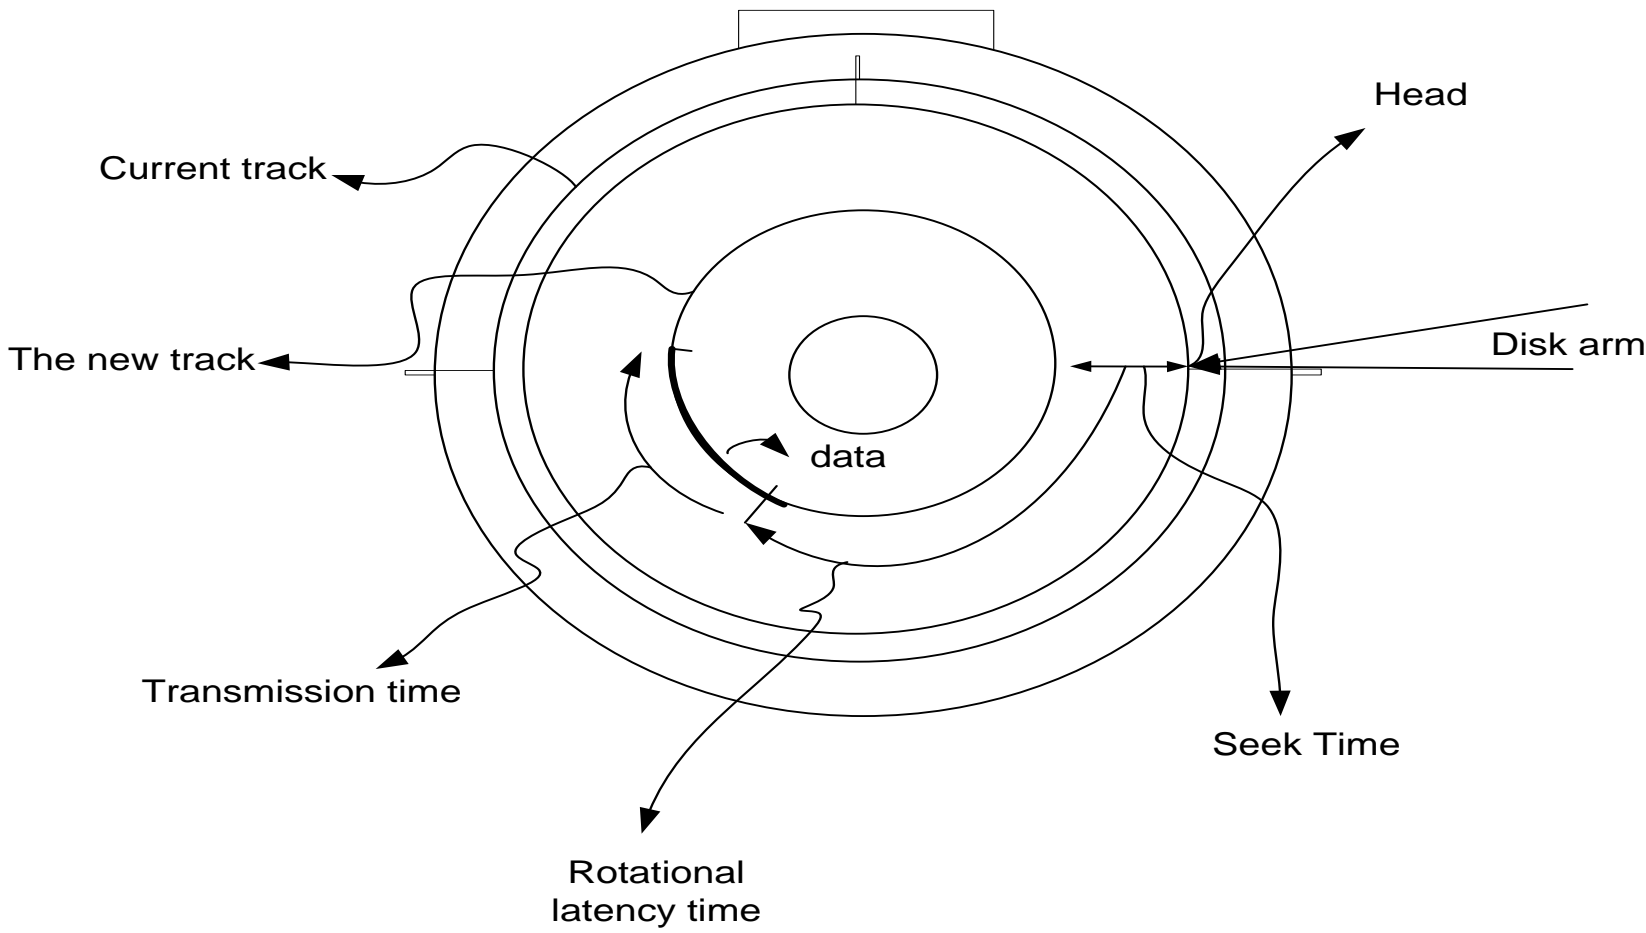 Head
Current track
Disk arm
The new track
data
Transmission time
Seek Time
Rotational
latency time